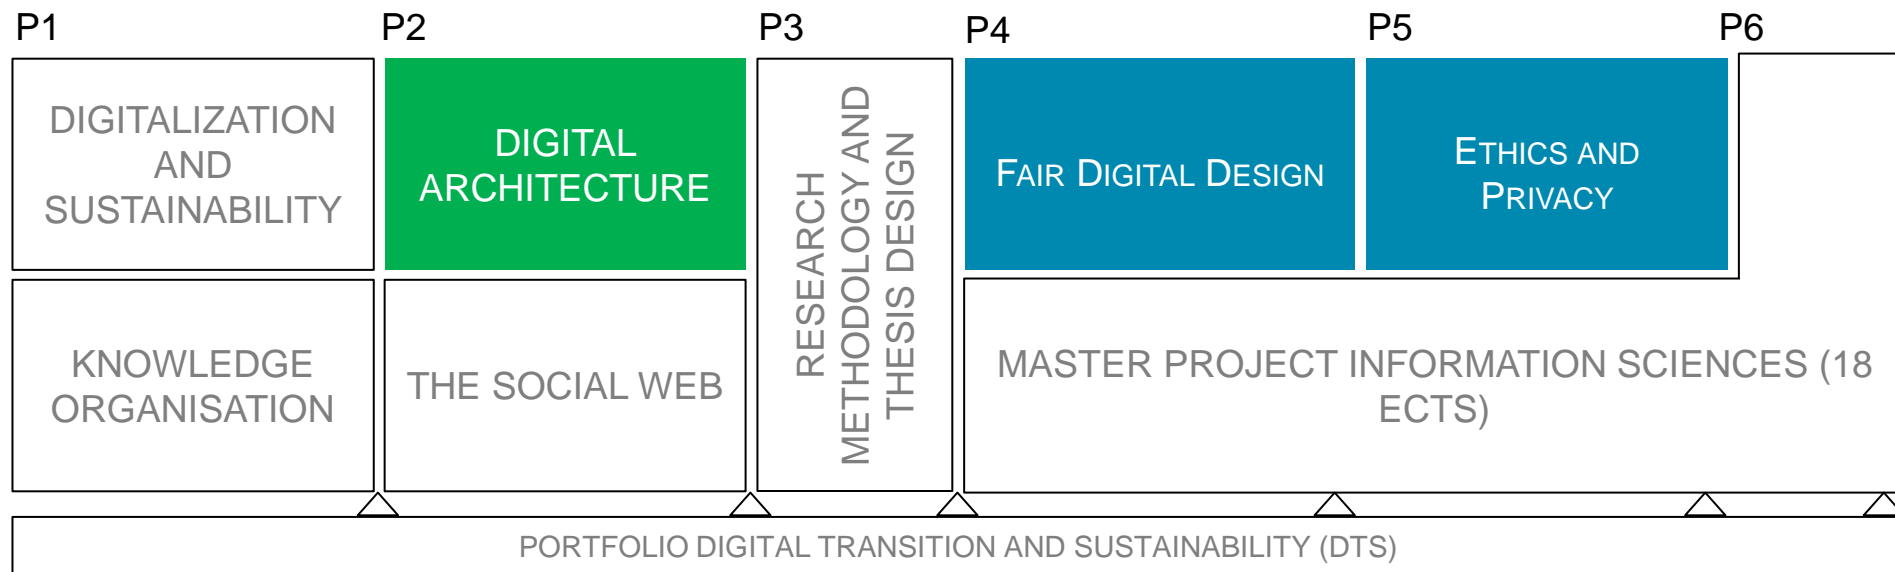 P1
P2
P3
P4
P5
P6
DIGITALIZATION
AND
SUSTAINABILITY
DIGITAL
ARCHITECTURE
RESEARCH
METHODOLOGY AND
THESIS DESIGN
FAIR DIGITAL DESIGN
ETHICS AND
PRIVACY
KNOWLEDGE
ORGANISATION
THE SOCIAL WEB
MASTER PROJECT INFORMATION SCIENCES (18
ECTS)
PORTFOLIO DIGITAL TRANSITION AND SUSTAINABILITY (DTS)